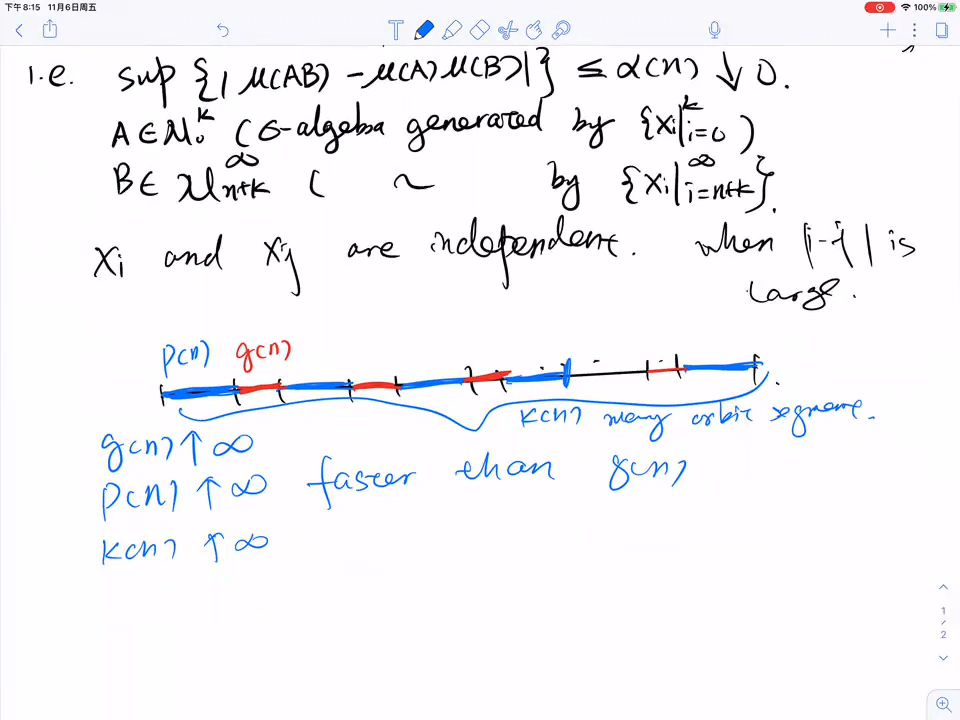 下午8:15 11月6日周五
100%
i.e. sup {| μ(AB) - μ(A) μ(B) |} ≤ α(n) ↓ 0.
A ∈ M₀ᵏ ( σ-algeba generated by {Xi|ᵏᵢ₌₀ )
B ∈ M^∞_{n+k} ( ~ by {Xi|^∞_{i=n+k}}.
Xi and Xj are independent. when |i-j| is
large.
p(n) g(n)
k(n) many orbit segment.
g(n) ↑ ∞
p(n) ↑ ∞ faster than g(n)
k(n) ↑ ∞
1
/
2